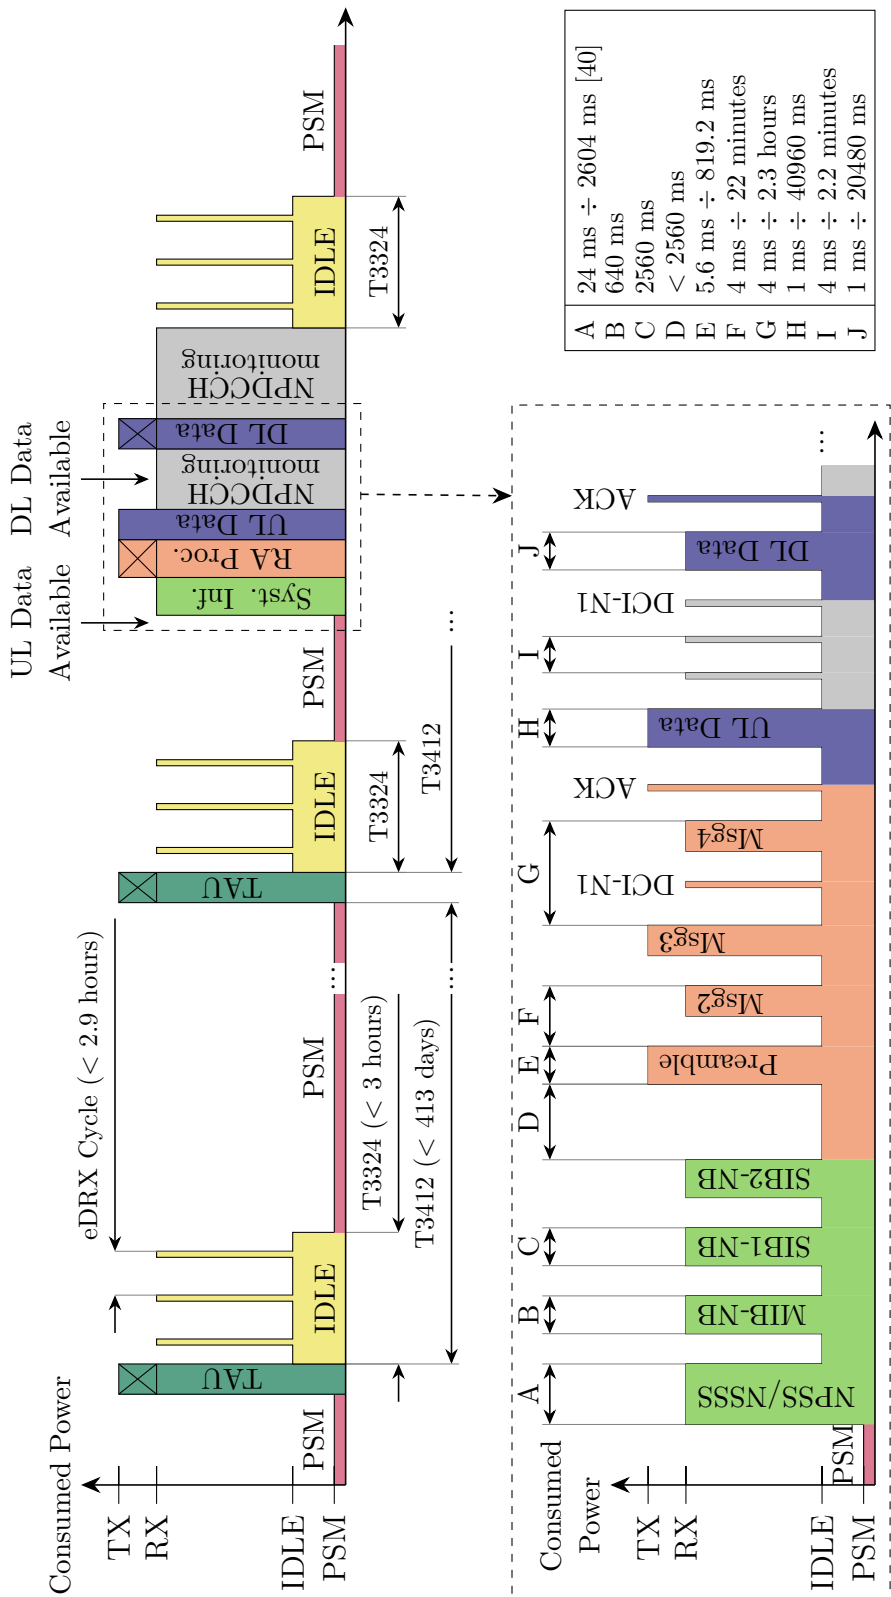 Consumed Power
TX
RX
IDLE
PSM
PSM
TAU
IDLE
eDRX Cycle (< 2.9 hours)
PSM
...
T3324 (< 3 hours)
T3412 (< 413 days)
...
TAU
IDLE
T3324
T3412
...
PSM
UL Data
Available
Syst. Inf.
RA Proc.
UL Data
NPDCCH
monitoring
DL Data
Available
DL Data
NPDCCH
monitoring
IDLE
T3324
PSM
Consumed
Power
TX
RX
IDLE
PSM
PSM
A
NPSS/NSSS
B
MIB-NB
C
SIB1-NB
SIB2-NB
D
E
Preamble
F
Msg2
Msg3
G
DCI-N1
Msg4
ACK
H
UL Data
I
DCI-N1
J
DL Data
ACK
...
A 24 ms ÷ 2604 ms [40]
B 640 ms
C 2560 ms
D < 2560 ms
E 5.6 ms ÷ 819.2 ms
F 4 ms ÷ 22 minutes
G 4 ms ÷ 2.3 hours
H 1 ms ÷ 40960 ms
I 4 ms ÷ 2.2 minutes
J 1 ms ÷ 20480 ms